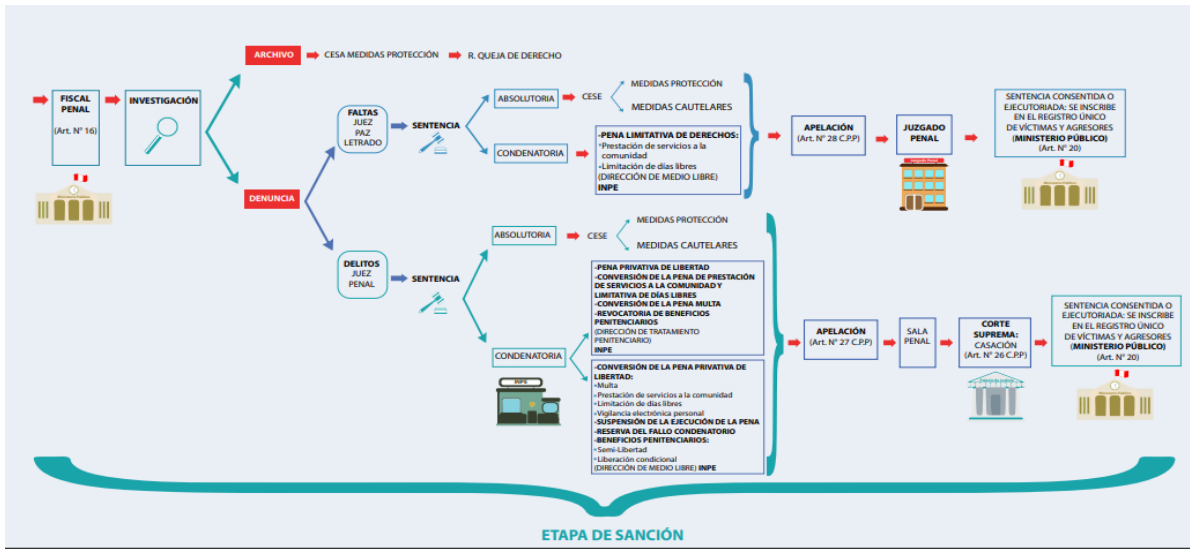 ARCHIVO
CESA MEDIDAS PROTECCIÓN
R. QUEJA DE DERECHO
FISCAL
PENAL
(Art. N° 16)
INVESTIGACIÓN
DENUNCIA
FALTAS
JUEZ
PAZ
LETRADO
SENTENCIA
ABSOLUTORIA
CESE
MEDIDAS PROTECCIÓN
MEDIDAS CAUTELARES
CONDENATORIA
-PENA LIMITATIVA DE DERECHOS:
•Prestación de servicios a la
comunidad
•Limitación de días libres
(DIRECCIÓN DE MEDIO LIBRE)
INPE
APELACIÓN
(Art. N° 28 C.P.P)
JUZGADO
PENAL
SENTENCIA CONSENTIDA O
EJECUTORIADA: SE INSCRIBE
EN EL REGISTRO ÚNICO
DE VÍCTIMAS Y AGRESORES
(MINISTERIO PÚBLICO)
(Art. N° 20)
DELITOS
JUEZ
PENAL
SENTENCIA
ABSOLUTORIA
CESE
MEDIDAS PROTECCIÓN
MEDIDAS CAUTELARES
CONDENATORIA
INPE
-PENA PRIVATIVA DE LIBERTAD
-CONVERSIÓN DE LA PENA DE PRESTACIÓN
DE SERVICIOS A LA COMUNIDAD Y
LIMITATIVA DE DÍAS LIBRES
-CONVERSIÓN DE LA PENA MULTA
-REVOCATORIA DE BENEFICIOS
PENITENCIARIOS
(DIRECCIÓN DE TRATAMIENTO
PENITENCIARIO)
INPE
-CONVERSIÓN DE LA PENA PRIVATIVA DE
LIBERTAD:
•Multa
•Prestación de servicios a la comunidad
•Limitación de días libres
•Vigilancia electrónica personal
-SUSPENSIÓN DE LA EJECUCIÓN DE LA PENA
-RESERVA DEL FALLO CONDENATORIO
-BENEFICIOS PENITENCIARIOS:
•Semi-Libertad
•Liberación condicional
(DIRECCIÓN DE MEDIO LIBRE) INPE
APELACIÓN
(Art. N° 27 C.P.P)
SALA
PENAL
CORTE
SUPREMA:
CASACIÓN
(Art. N° 26 C.P.P)
SENTENCIA CONSENTIDA O
EJECUTORIADA: SE INSCRIBE
EN EL REGISTRO ÚNICO
DE VÍCTIMAS Y AGRESORES
(MINISTERIO PÚBLICO)
(Art. N° 20)
ETAPA DE SANCIÓN